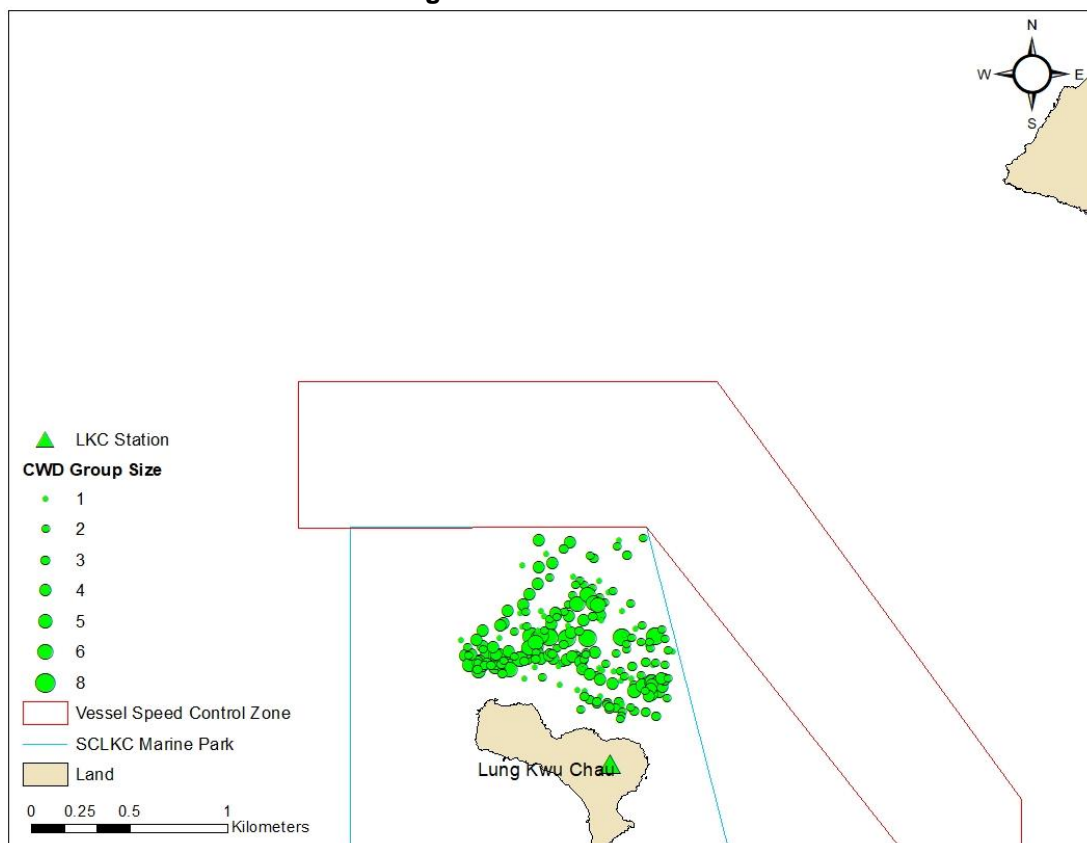 N
W
E
S
LKC Station
CWD Group Size
1
2
3
4
5
6
8
Vessel Speed Control Zone
SCLKC Marine Park
Land
0 0.25 0.5 1
Kilometers
Lung Kwu Chau